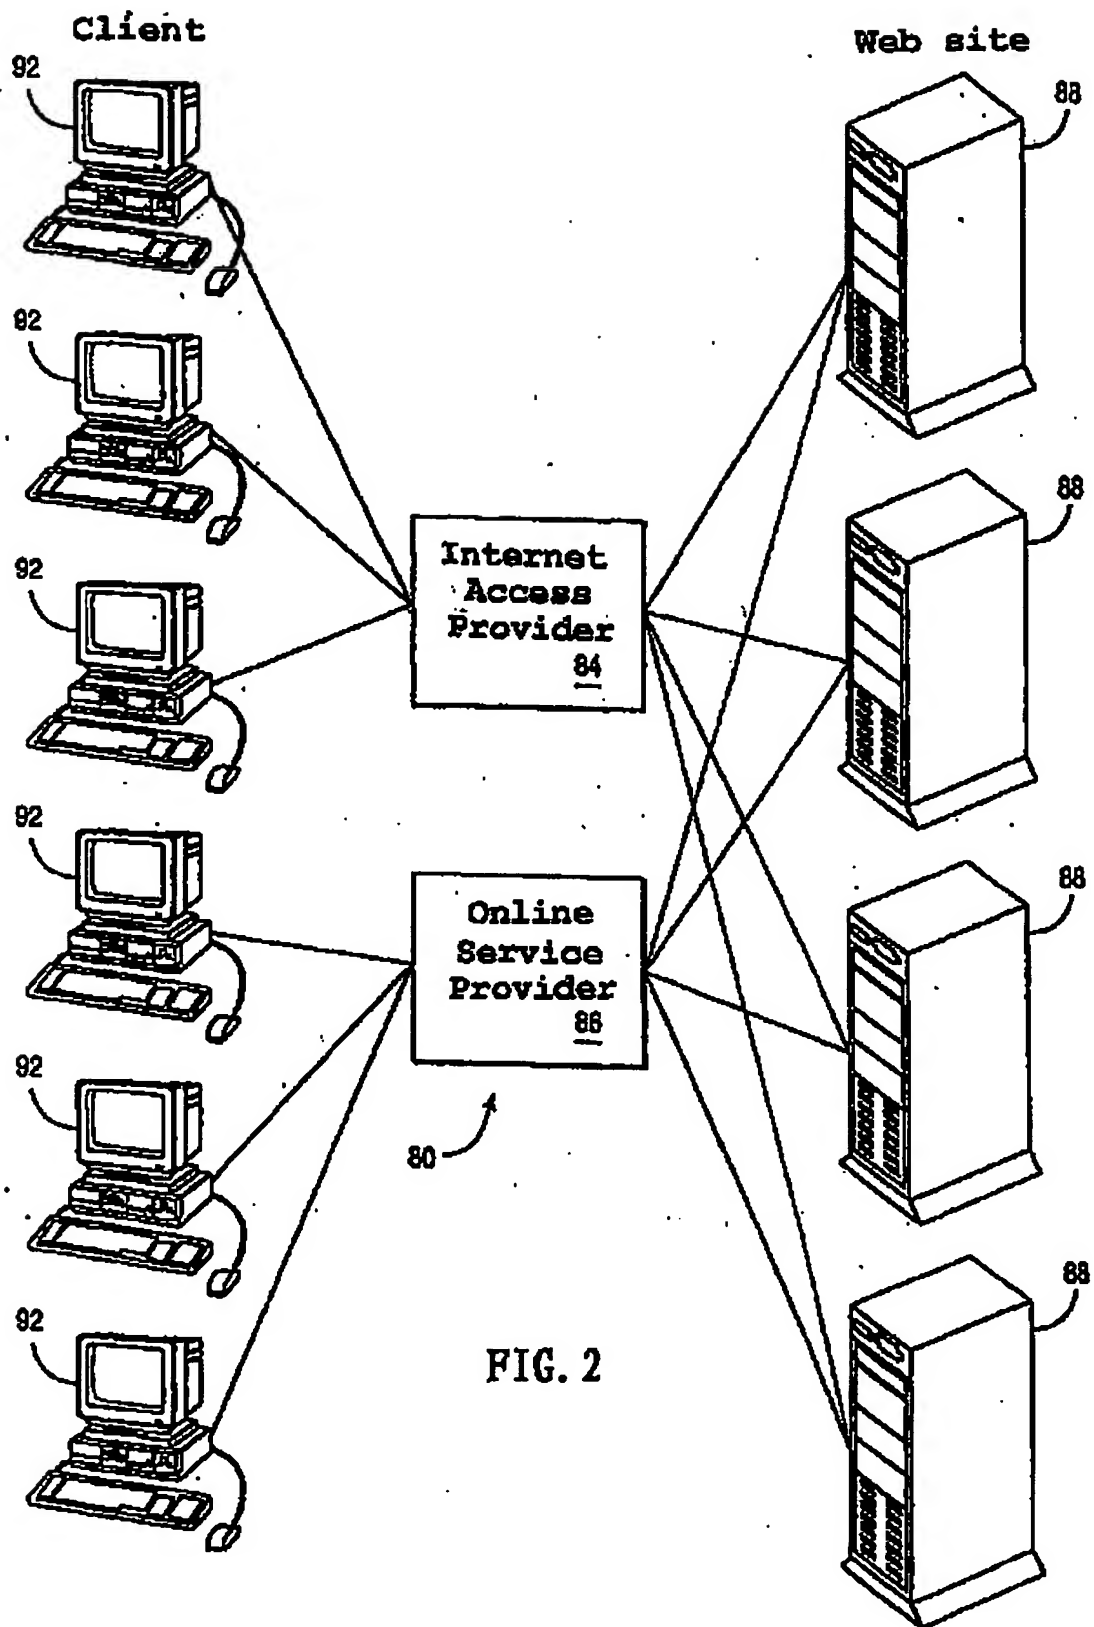 Client
Web site
92
88
92
88
92
Internet
Access
Provider
84
92
88
Online
Service
Provider
86
92
80
88
92
FIG. 2